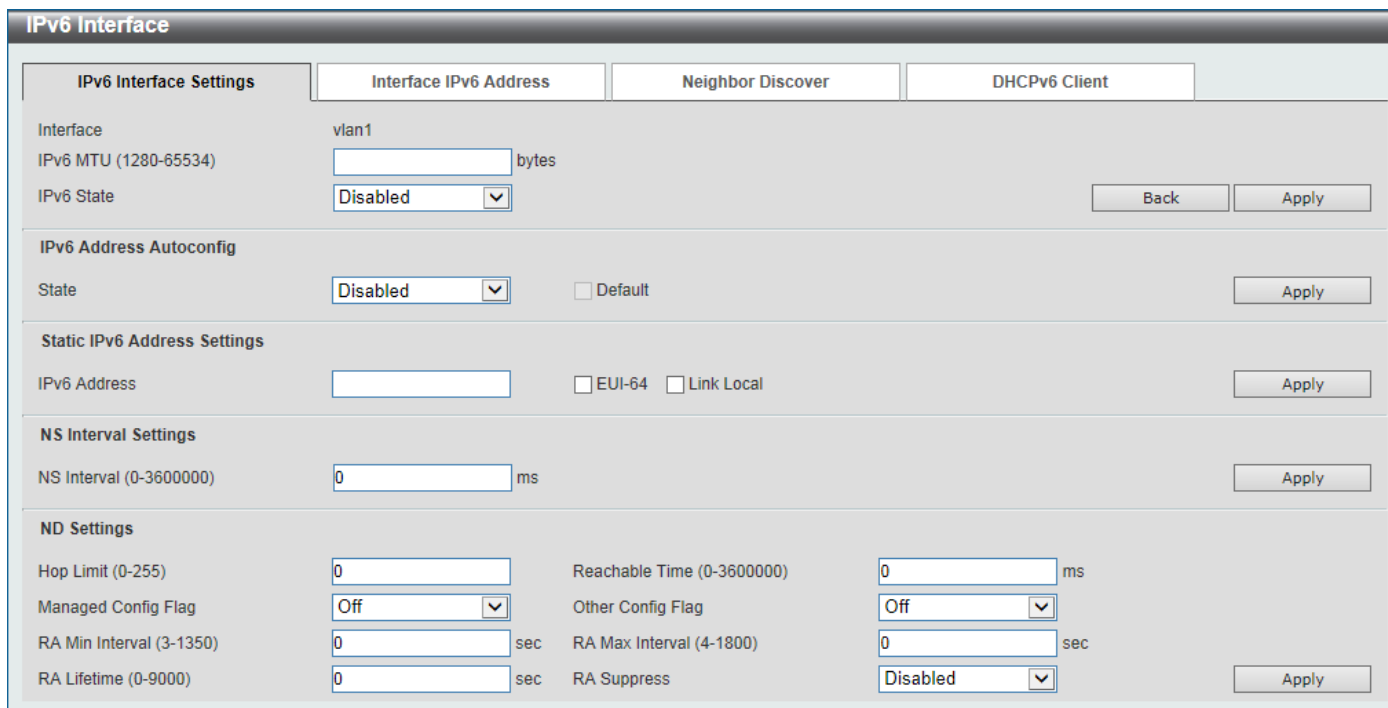 IPv6 Interface
IPv6 Interface Settings Interface IPv6 Address Neighbor Discover DHCPv6 Client
Interface vlan1
IPv6 MTU (1280-65534) bytes
IPv6 State Disabled Back Apply
IPv6 Address Autoconfig
State Disabled Default Apply
Static IPv6 Address Settings
IPv6 Address EUI-64 Link Local Apply
NS Interval Settings
NS Interval (0-3600000) 0 ms Apply
ND Settings
Hop Limit (0-255) 0 Reachable Time (0-3600000) 0 ms
Managed Config Flag Off Other Config Flag Off
RA Min Interval (3-1350) 0 sec RA Max Interval (4-1800) 0 sec
RA Lifetime (0-9000) 0 sec RA Suppress Disabled Apply